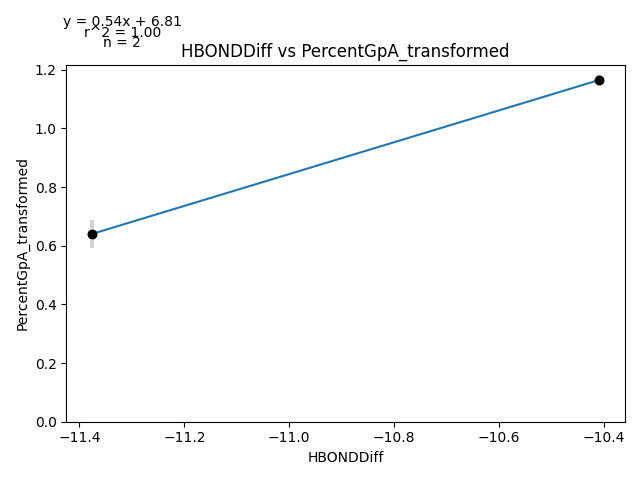 y = 0.54x + 6.81
r^2 = 1.00
n = 2
HBONDDiff vs PercentGpA_transformed
PercentGpA_transformed
1.2
1.0
0.8
0.6
0.4
0.2
0.0
−11.4 −11.2 −11.0 −10.8 −10.6 −10.4
HBONDDiff